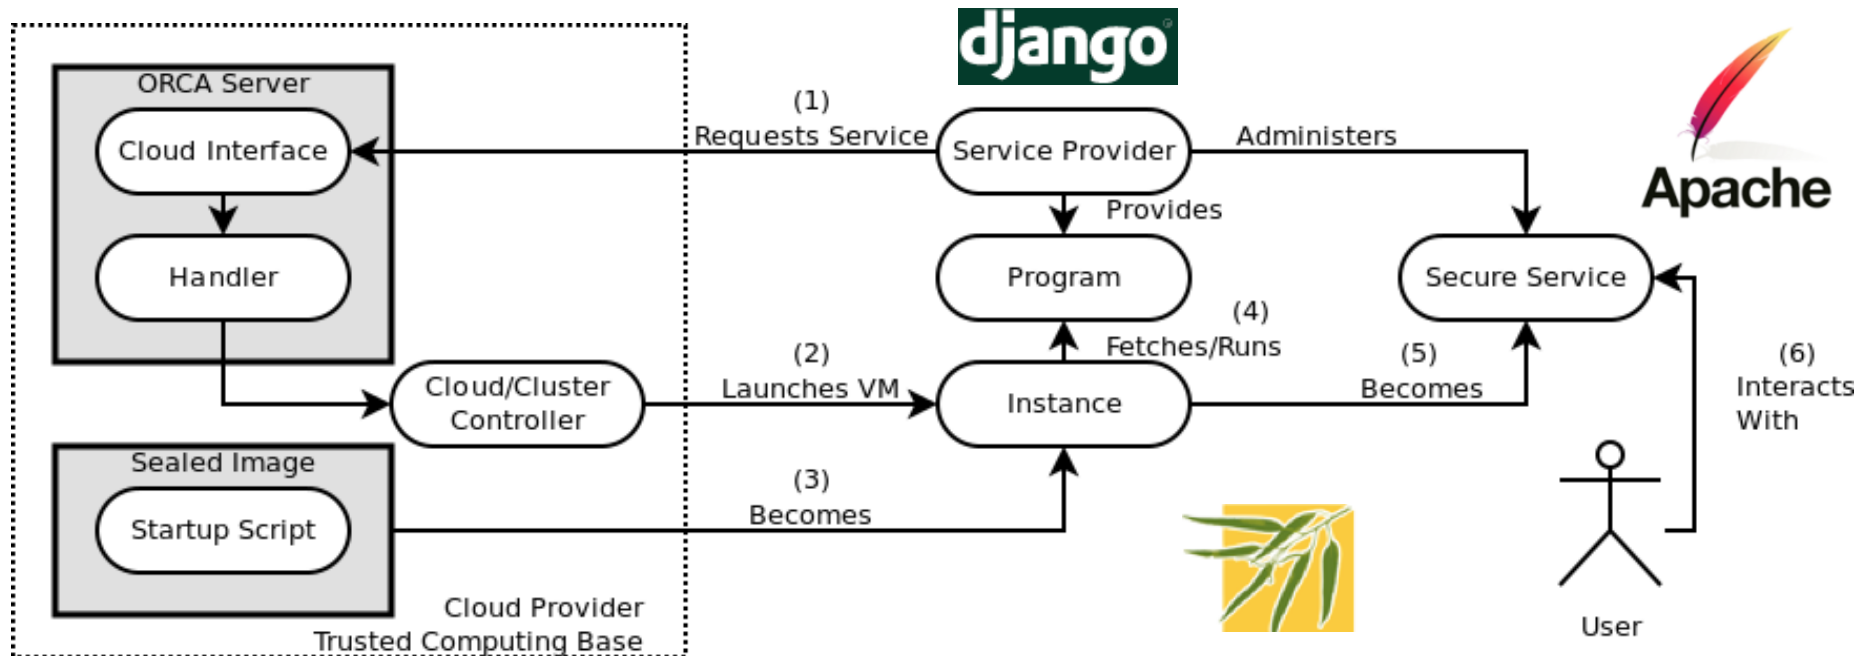 django
ORCA Server
(1)
Cloud Interface
Requests Service
Service Provider
Administers
Apache
Provides
Handler
Program
Secure Service
(4)
Fetches/Runs
(2)
(5)
(6)
Cloud/Cluster
Controller
Launches VM
Instance
Becomes
Interacts
With
Sealed Image
(3)
Startup Script
Becomes
Cloud Provider
Trusted Computing Base
User